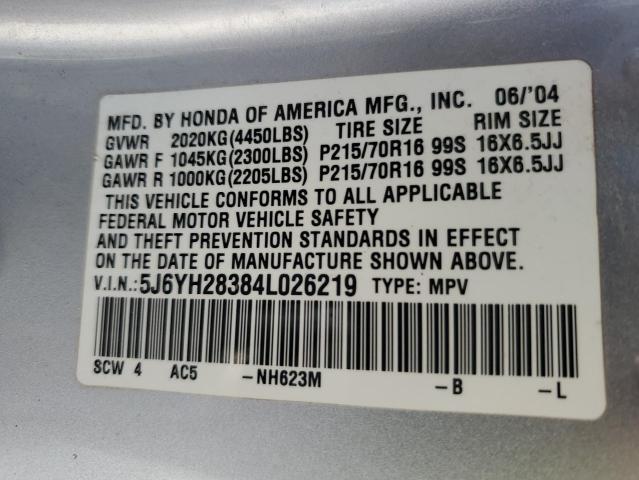 MFD. BY HONDA OF AMERICA MFG., INC. 06/'04
GVWR 2020KG(4450LBS) TIRE SIZE RIM SIZE
GAWR F 1045KG(2300LBS) P215/70R16 99S 16X6.5JJ
GAWR R 1000KG(2205LBS) P215/70R16 99S 16X6.5JJ
THIS VEHICLE CONFORMS TO ALL APPLICABLE
FEDERAL MOTOR VEHICLE SAFETY
AND THEFT PREVENTION STANDARDS IN EFFECT
ON THE DATE OF MANUFACTURE SHOWN ABOVE.
V.I.N.:5J6YH28384L026219 TYPE: MPV
SCW 4 AC5 -NH623M -B -L